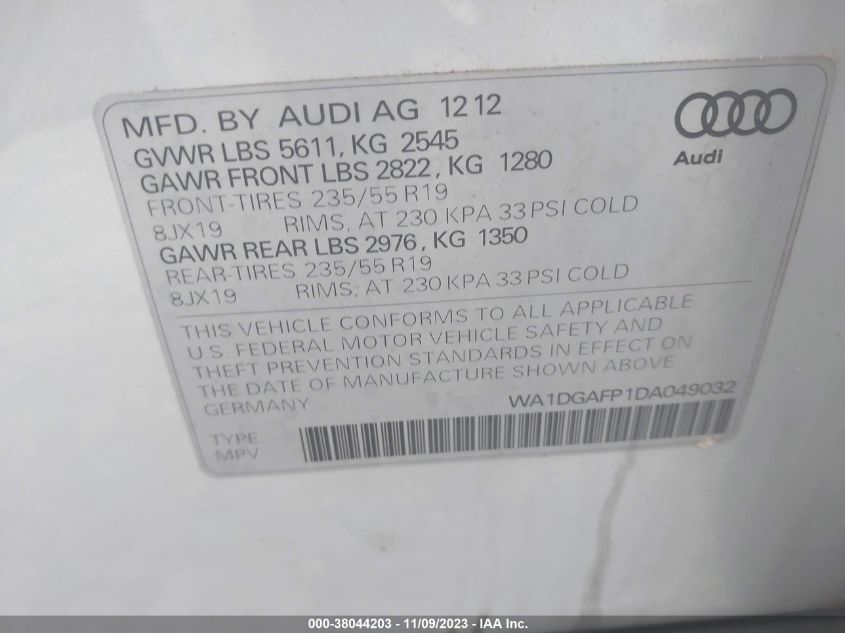 MFD. BY AUDI AG 12 12
GVWR LBS 5611, KG 2545
GAWR FRONT LBS 2822, KG 1280
FRONT-TIRES 235/55 R19
8JX19 RIMS, AT 230 KPA 33 PSI COLD
GAWR REAR LBS 2976, KG 1350
REAR-TIRES 235/55 R19
8JX19 RIMS, AT 230 KPA 33 PSI COLD
Audi
THIS VEHICLE CONFORMS TO ALL APPLICABLE
U.S. FEDERAL MOTOR VEHICLE SAFETY AND
THEFT PREVENTION STANDARDS IN EFFECT ON
THE DATE OF MANUFACTURE SHOWN ABOVE
GERMANY WA1DGAFP1DA049032
TYPE
MPV
000-38044203 - 11/09/2023 - IAA Inc.